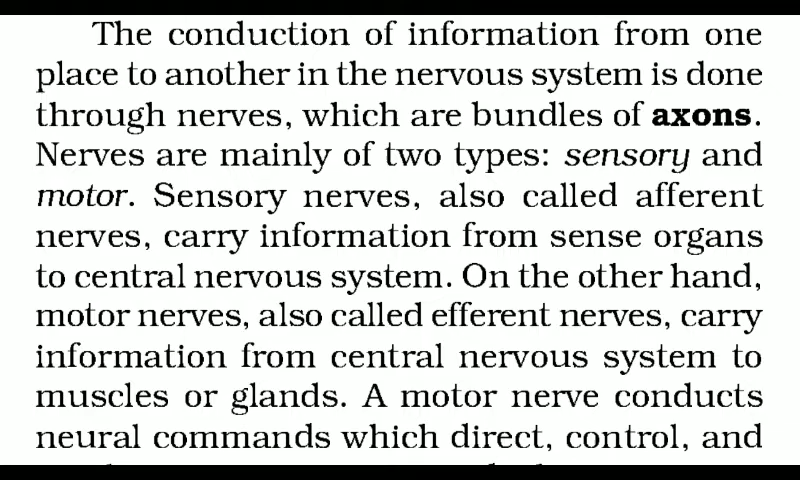 The conduction of information from one
place to another in the nervous system is done
through nerves, which are bundles of axons.
Nerves are mainly of two types: sensory and
motor. Sensory nerves, also called afferent
nerves, carry information from sense organs
to central nervous system. On the other hand,
motor nerves, also called efferent nerves, carry
information from central nervous system to
muscles or glands. A motor nerve conducts
neural commands which direct, control, and